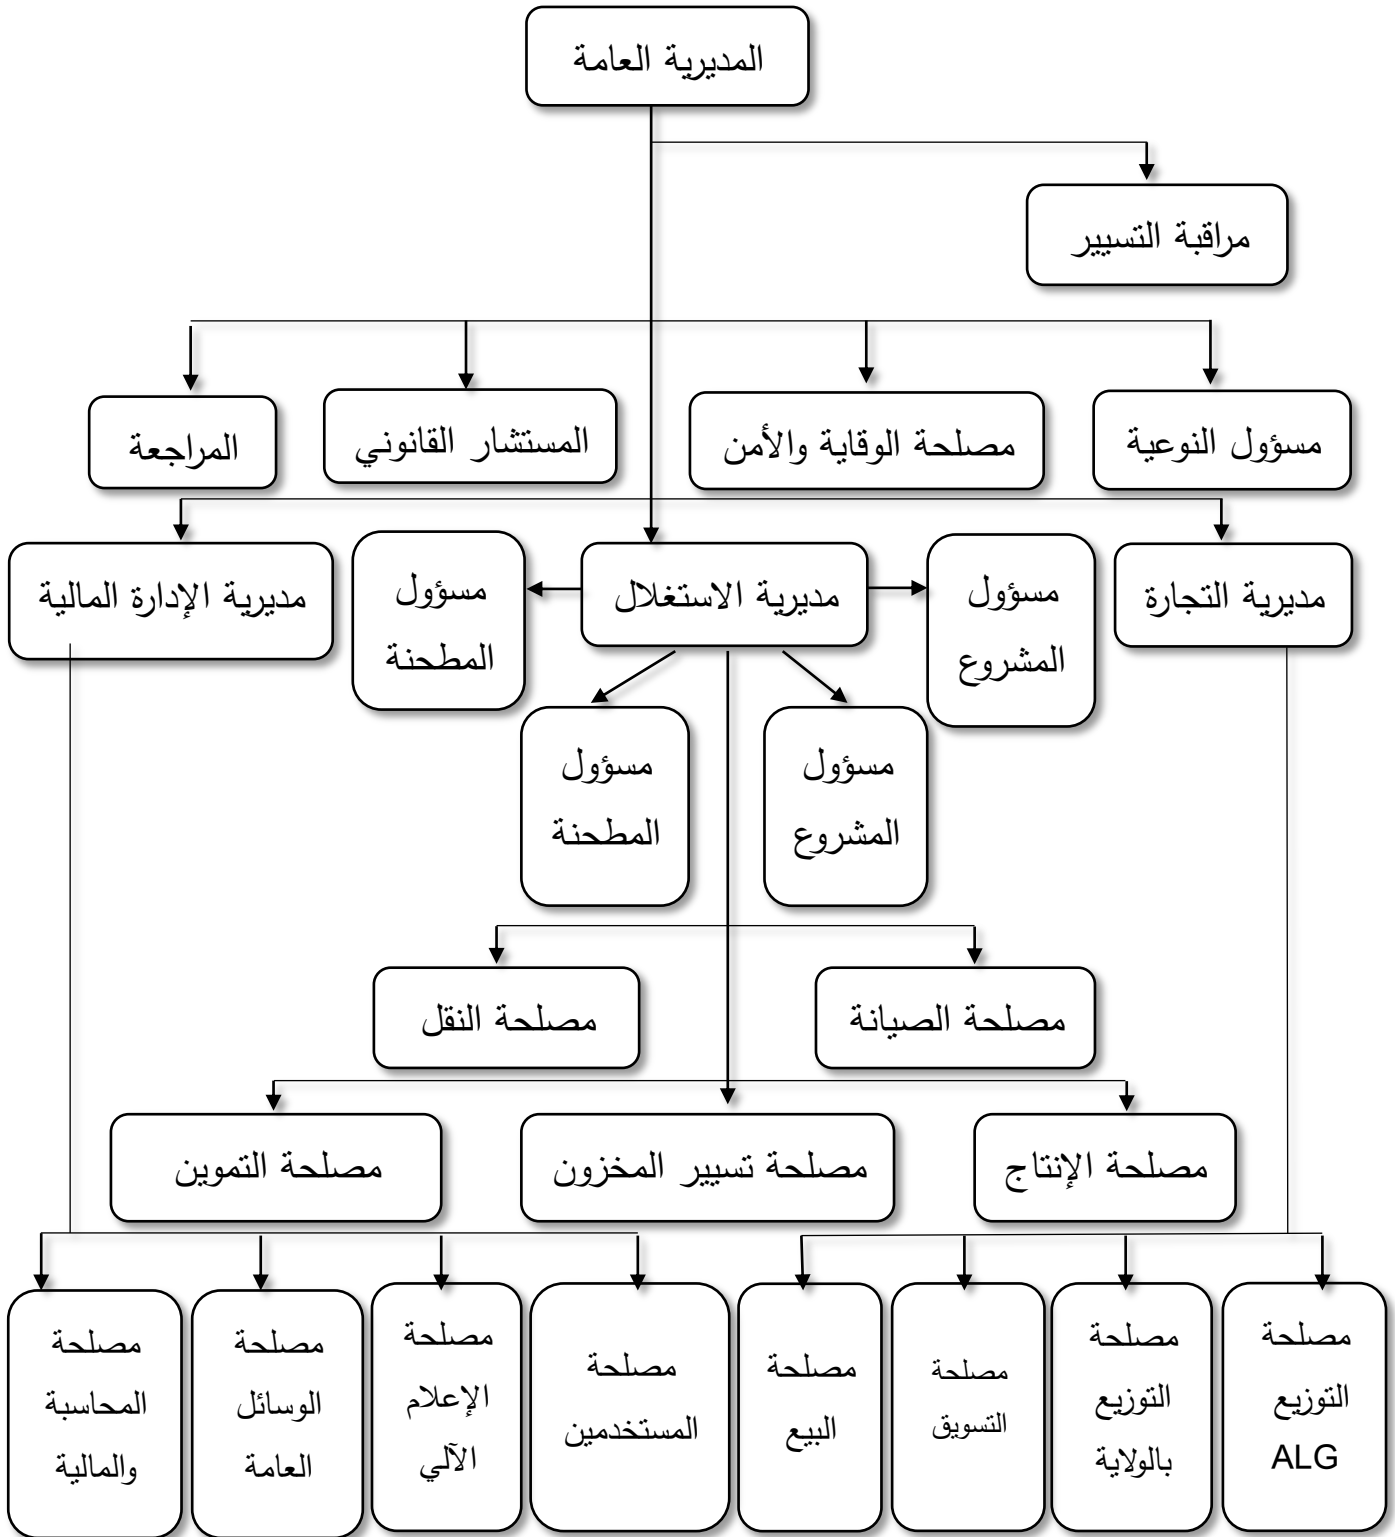 المديرية العامة
مراقبة التسيير
مسؤول النوعية
مصلحة الوقاية والأمن
المستشار القانوني
المراجعة
مديرية التجارة
مسؤول
المشروع
مديرية الاستغلال
مسؤول
المطحنة
مديرية الإدارة المالية
مسؤول
المشروع
مسؤول
المطحنة
مصلحة الصيانة
مصلحة النقل
مصلحة الإنتاج
مصلحة تسيير المخزون
مصلحة التموين
مصلحة
التوزيع
ALG
مصلحة
التوزيع
بالولاية
مصلحة
التسويق
مصلحة
البيع
مصلحة
المستخدمين
مصلحة
الإعلام
الآلي
مصلحة
الوسائل
العامة
مصلحة
المحاسبة
والمالية